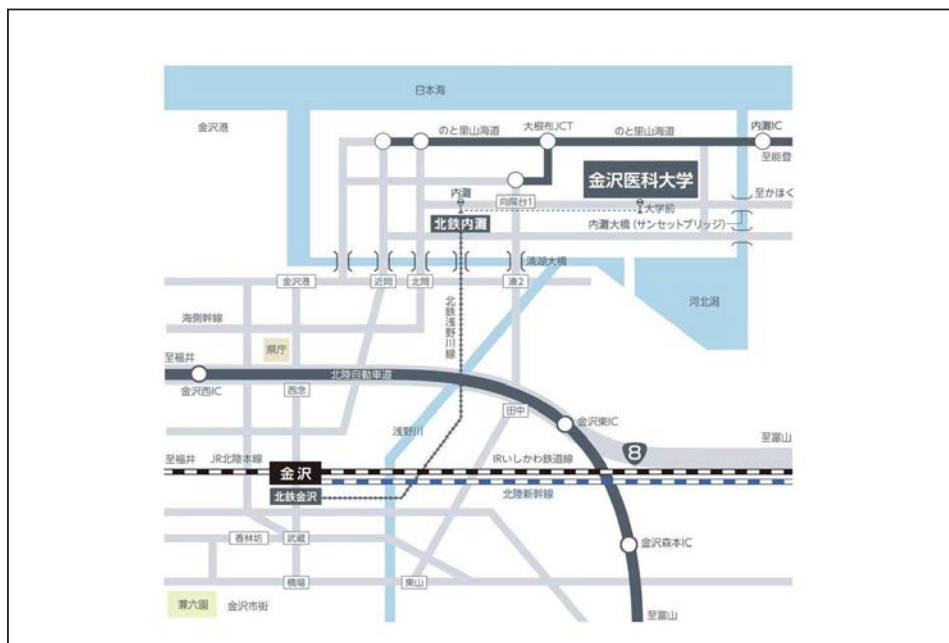 日本海
金沢港
のと里山海道
大根布JCT
のと里山海道
内灘IC
至能登
金沢医科大学
内灘
向陽台1
大学前
至かほく
北鉄内灘
内灘大橋(サンセットブリッジ)
清湖大橋
金沢港
近岡
北間
湊2
河北潟
海側幹線
北鉄浅野川線
県庁
至福井
北陸自動車道
金沢西IC
西念
田中
金沢東IC
浅野川
8
至富山
至福井
JR北陸本線
IRいしかわ鉄道線
金沢
北鉄金沢
北陸新幹線
香林坊
武蔵
金沢森本IC
橋場
東山
兼六園
金沢市街
至富山